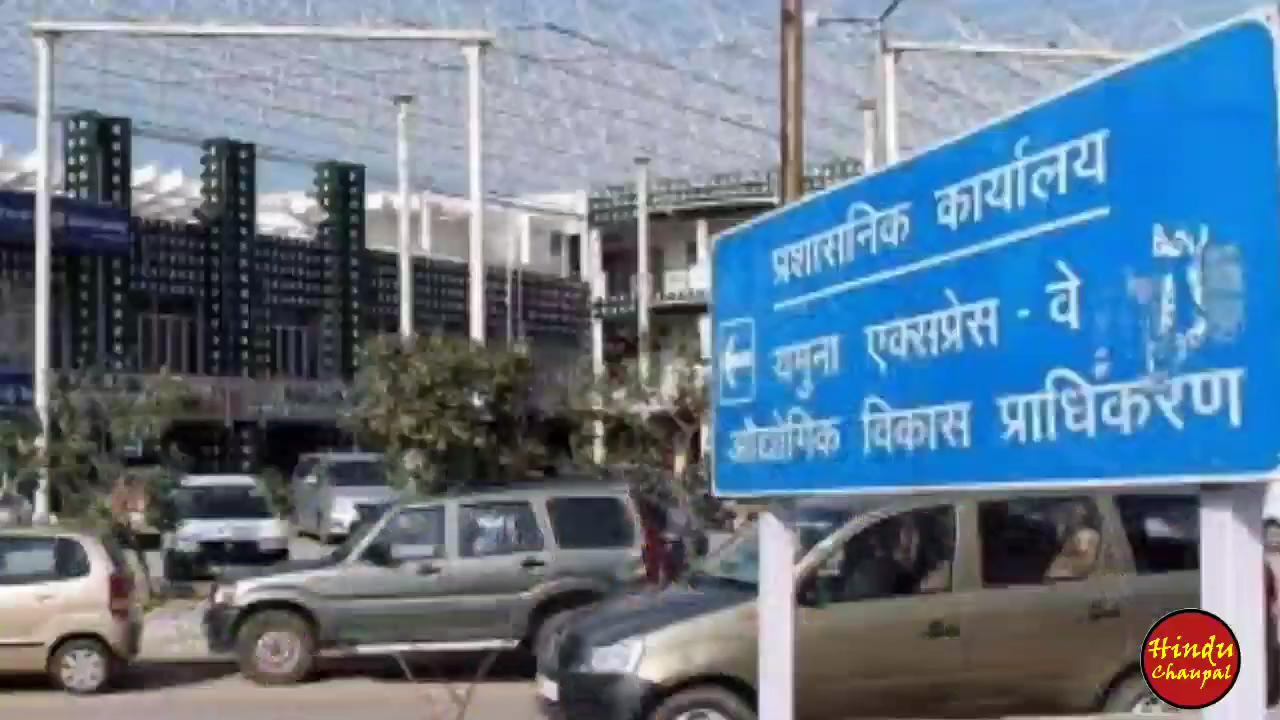 प्रशासनिक कार्यालय
यमुना एक्सप्रेस - वे
औद्योगिक विकास प्राधिकरण
Hindu
Chaupal